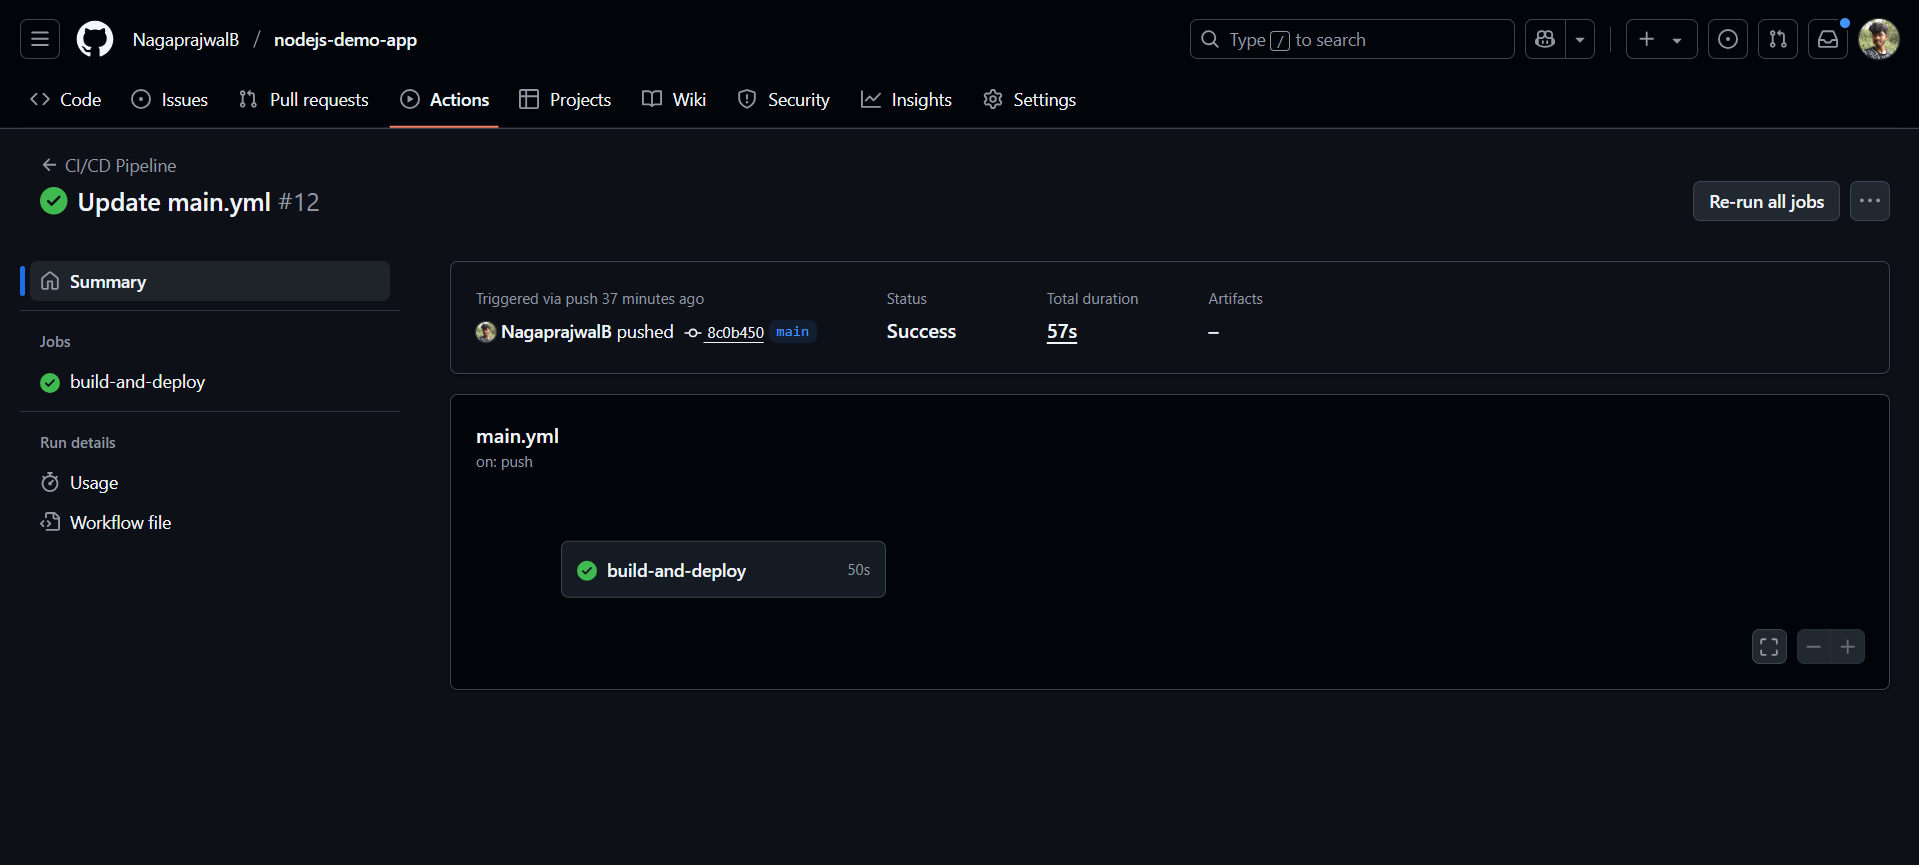 NagaprajwalB / nodejs-demo-app
Type / to search
Code Issues Pull requests Actions Projects Wiki Security Insights Settings
CI/CD Pipeline
Update main.yml #12
Re-run all jobs
Summary
Jobs
build-and-deploy
Run details
Usage
Workflow file
Triggered via push 37 minutes ago
NagaprajwalB pushed 8c0b450 main
Status
Success
Total duration
57s
Artifacts
–
main.yml
on: push
build-and-deploy 50s